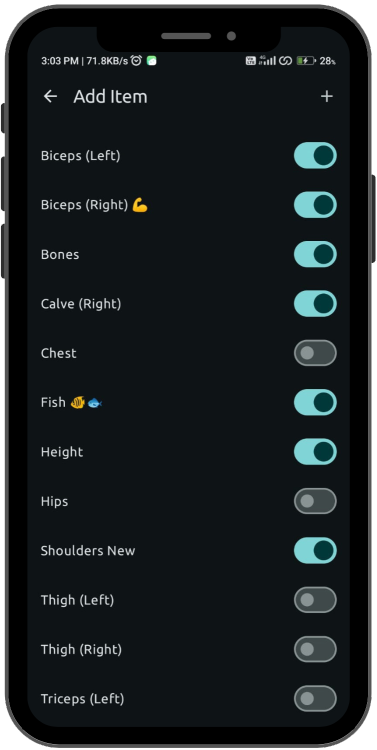 3:03 PM | 71.8KB/s
28%
Add Item
Biceps (Left)
Biceps (Right) 💪
Bones
Calve (Right)
Chest
Fish 🐠🐟
Height
Hips
Shoulders New
Thigh (Left)
Thigh (Right)
Triceps (Left)